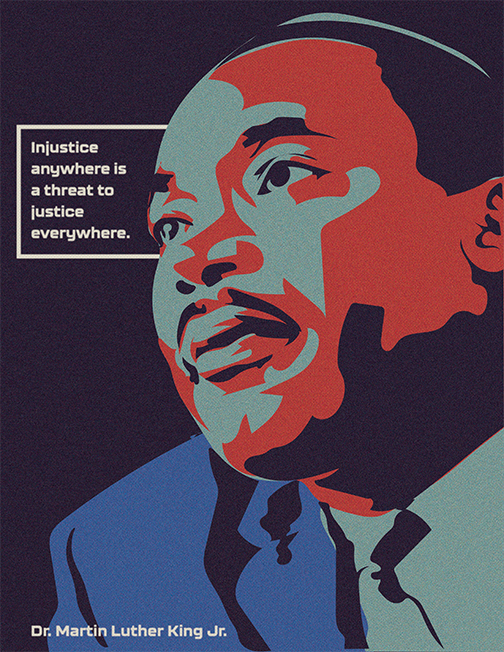 Injustice
anywhere is
a threat to
justice
everywhere.
Dr. Martin Luther King Jr.